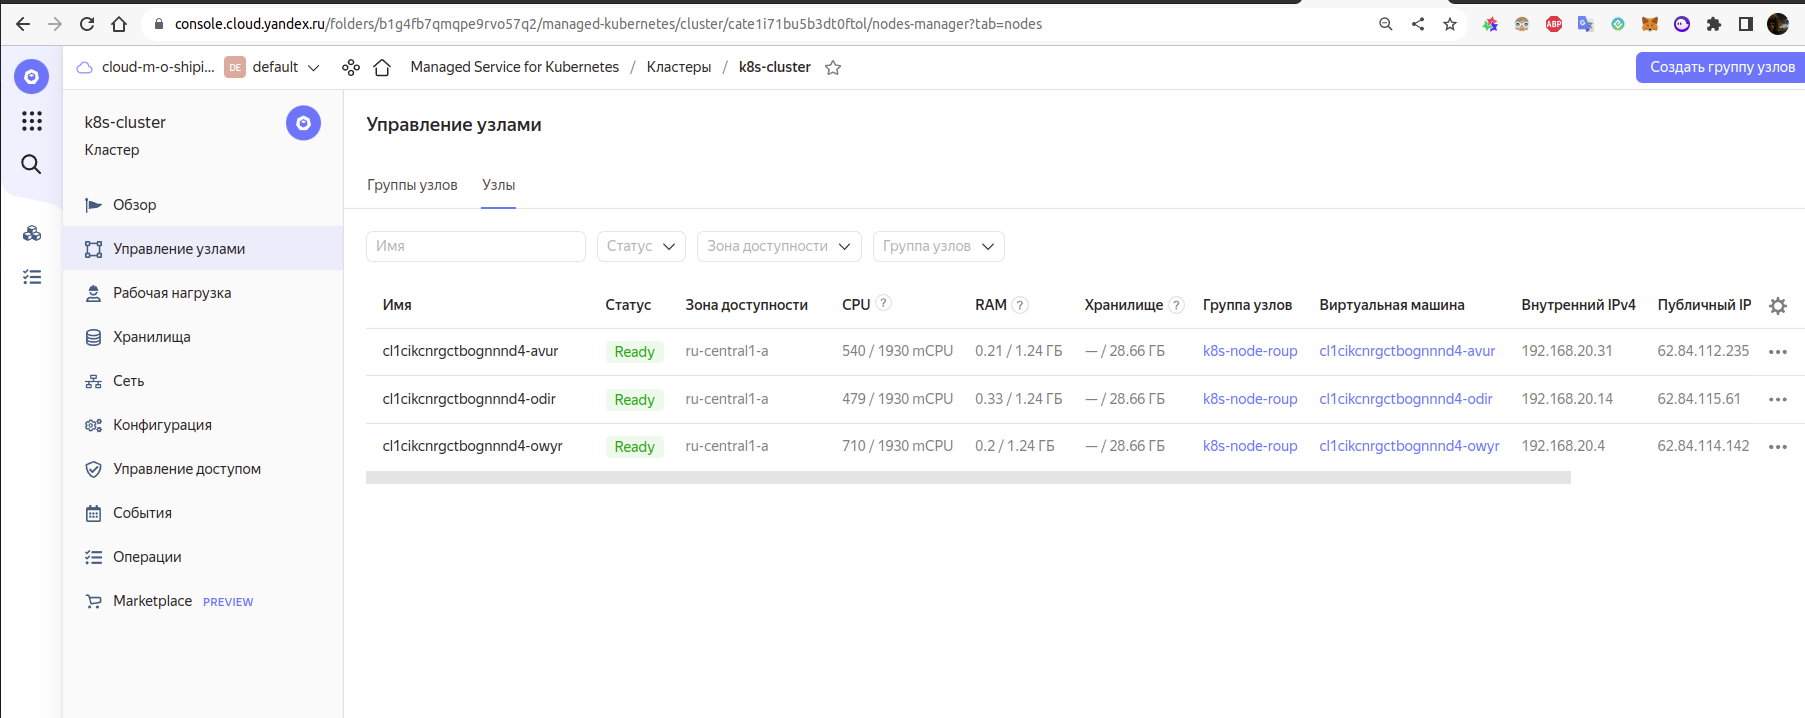 console.cloud.yandex.ru/folders/b1g4fb7qmqpe9rvo57q2/managed-kubernetes/cluster/cate1i71bu5b3dt0ftol/nodes-manager?tab=nodes
ABP
cloud-m-o-shipi... DE default Managed Service for Kubernetes / Кластеры / k8s-cluster Создать группу узлов
k8s-cluster
Кластер
Обзор
Управление узлами
Рабочая нагрузка
Хранилища
Сеть
Конфигурация
Управление доступом
События
Операции
Marketplace PREVIEW
Управление узлами
Группы узлов Узлы
Имя Статус Зона доступности Группа узлов
Имя Статус Зона доступности CPU ? RAM ? Хранилище ? Группа узлов Виртуальная машина Внутренний IPv4 Публичный IP
cl1cikcnrgctbognnnd4-avur Ready ru-central1-a 540 / 1930 mCPU 0.21 / 1.24 ГБ — / 28.66 ГБ k8s-node-roup cl1cikcnrgctbognnnd4-avur 192.168.20.31 62.84.112.235
cl1cikcnrgctbognnnd4-odir Ready ru-central1-a 479 / 1930 mCPU 0.33 / 1.24 ГБ — / 28.66 ГБ k8s-node-roup cl1cikcnrgctbognnnd4-odir 192.168.20.14 62.84.115.61
cl1cikcnrgctbognnnd4-owyr Ready ru-central1-a 710 / 1930 mCPU 0.2 / 1.24 ГБ — / 28.66 ГБ k8s-node-roup cl1cikcnrgctbognnnd4-owyr 192.168.20.4 62.84.114.142